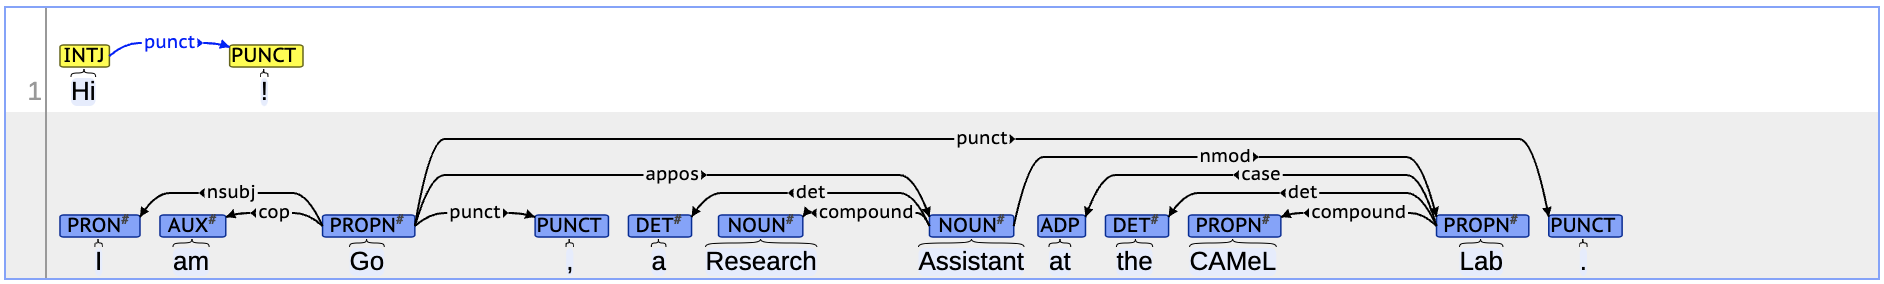 punct
INTJ PUNCT
1 Hi !
punct
nmod
appos case
nsubj det det
cop punct compound compound
PRON# AUX# PROPN# PUNCT DET# NOUN# NOUN# ADP DET# PROPN# PROPN# PUNCT
I am Go , a Research Assistant at the CAMeL Lab .